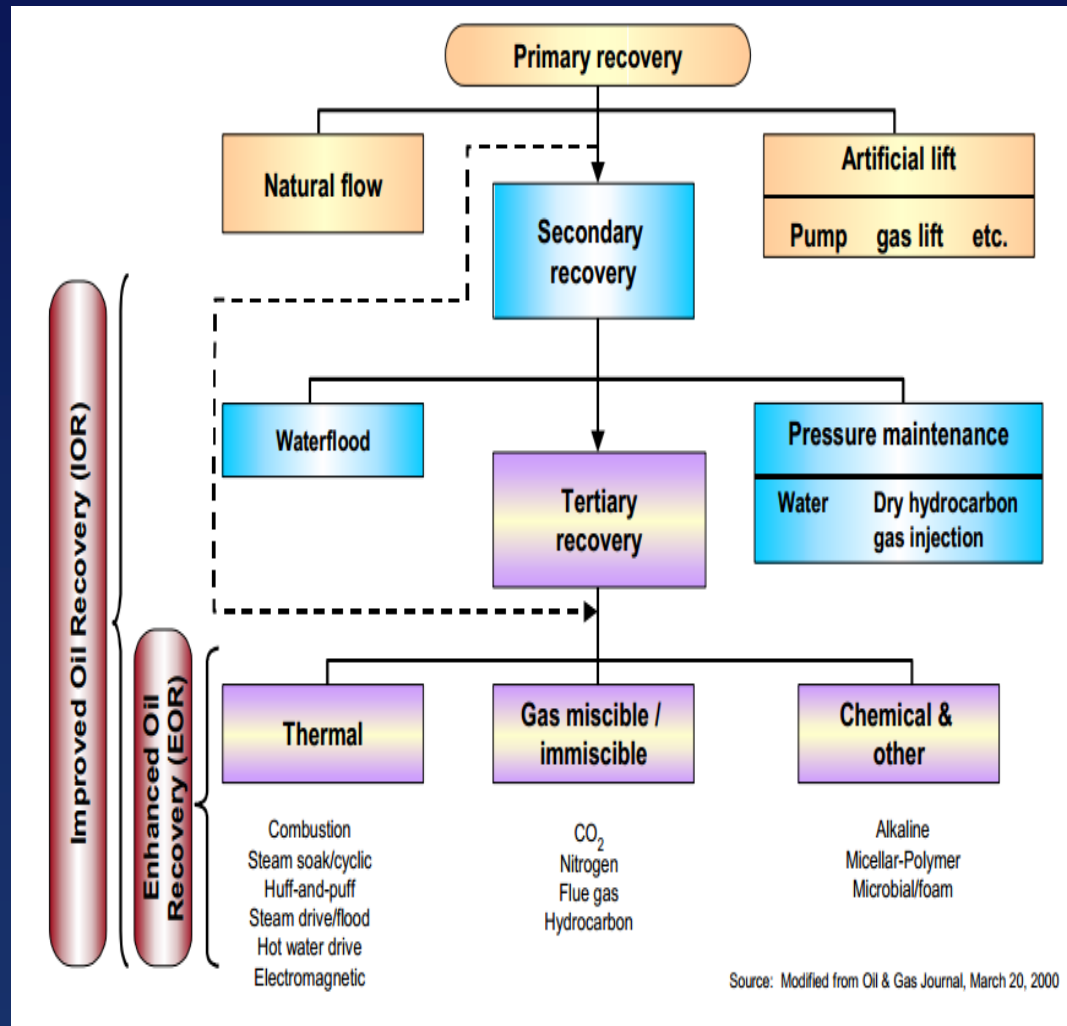 Primary recovery
Natural flow
Artificial lift
Pump gas lift etc.
Secondary
recovery
Waterflood
Pressure maintenance
Water Dry hydrocarbon
gas injection
Tertiary
recovery
Improved Oil Recovery (IOR)
Enhanced Oil
Recovery (EOR)
Thermal
Gas miscible /
immiscible
Chemical &
other
Combustion
Steam soak/cyclic
Huff-and-puff
Steam drive/flood
Hot water drive
Electromagnetic
CO₂
Nitrogen
Flue gas
Hydrocarbon
Alkaline
Micellar-Polymer
Microbial/foam
Source: Modified from Oil & Gas Journal, March 20, 2000